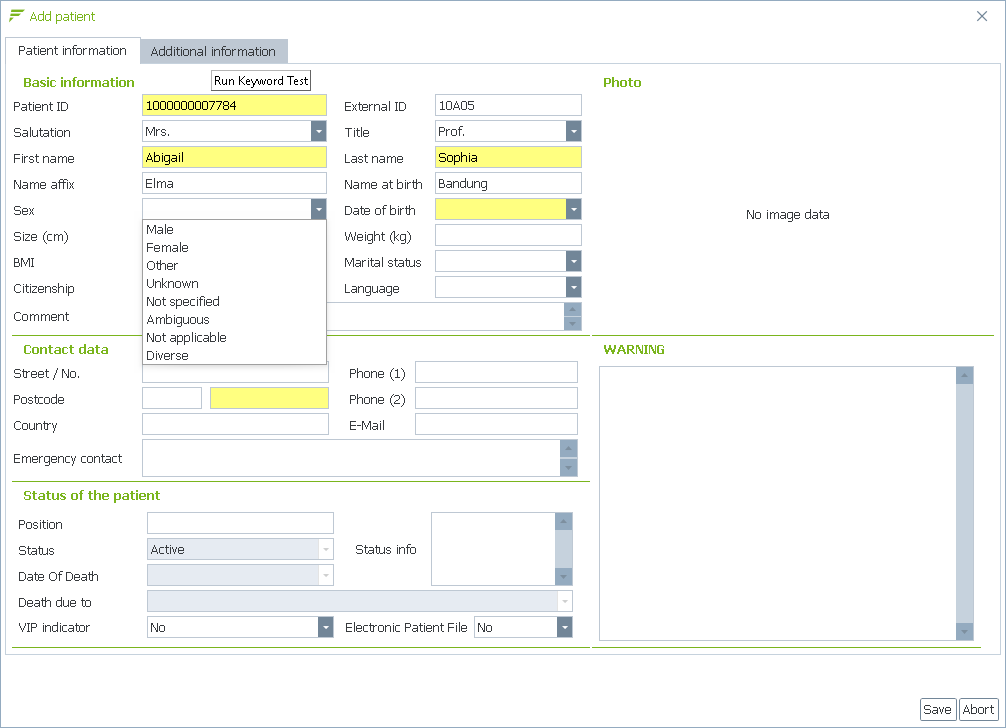 Add patient
Patient information
Additional information
Basic information
Run Keyword Test
Photo
Patient ID
1000000007784
External ID
10A05
Salutation
Mrs.
Title
Prof.
First name
Abigail
Last name
Sophia
Name affix
Elma
Name at birth
Bandung
Sex
Date of birth
No image data
Male
Female
Other
Unknown
Not specified
Ambiguous
Not applicable
Diverse
Size (cm)
Weight (kg)
BMI
Marital status
Citizenship
Language
Comment
Contact data
WARNING
Street / No.
Phone (1)
Postcode
Phone (2)
Country
E-Mail
Emergency contact
Status of the patient
Position
Status
Active
Status info
Date Of Death
Death due to
VIP indicator
No
Electronic Patient File
No
Save
Abort